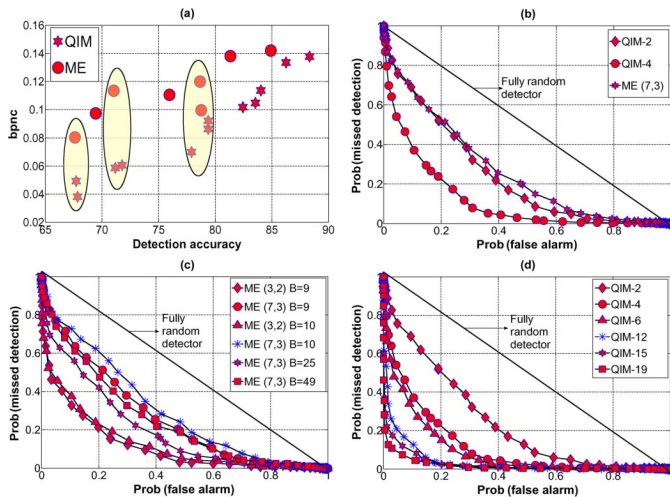 (a)
QIM
ME
bpnc
0.16
0.14
0.12
0.1
0.08
0.06
0.04
0.02
65 70 75 80 85 90
Detection accuracy
(b)
QIM-2
QIM-4
ME (7,3)
Fully
random
detector
Prob (missed detection)
1
0.8
0.6
0.4
0.2
0
0 0.2 0.4 0.6 0.8
Prob (false alarm)
(c)
ME (3,2) B=9
ME (7,3) B=9
ME (3,2) B=10
ME (7,3) B=10
ME (7,3) B=25
ME (7,3) B=49
Fully
random
detector
Prob (missed detection)
1
0.8
0.6
0.4
0.2
0
0 0.2 0.4 0.6 0.8 1
Prob (false alarm)
(d)
QIM-2
QIM-4
QIM-6
QIM-12
QIM-15
QIM-19
Fully
random
detector
Prob (missed detection)
1
0.8
0.6
0.4
0.2
0
0 0.2 0.4 0.6 0.8
Prob (false alarm)